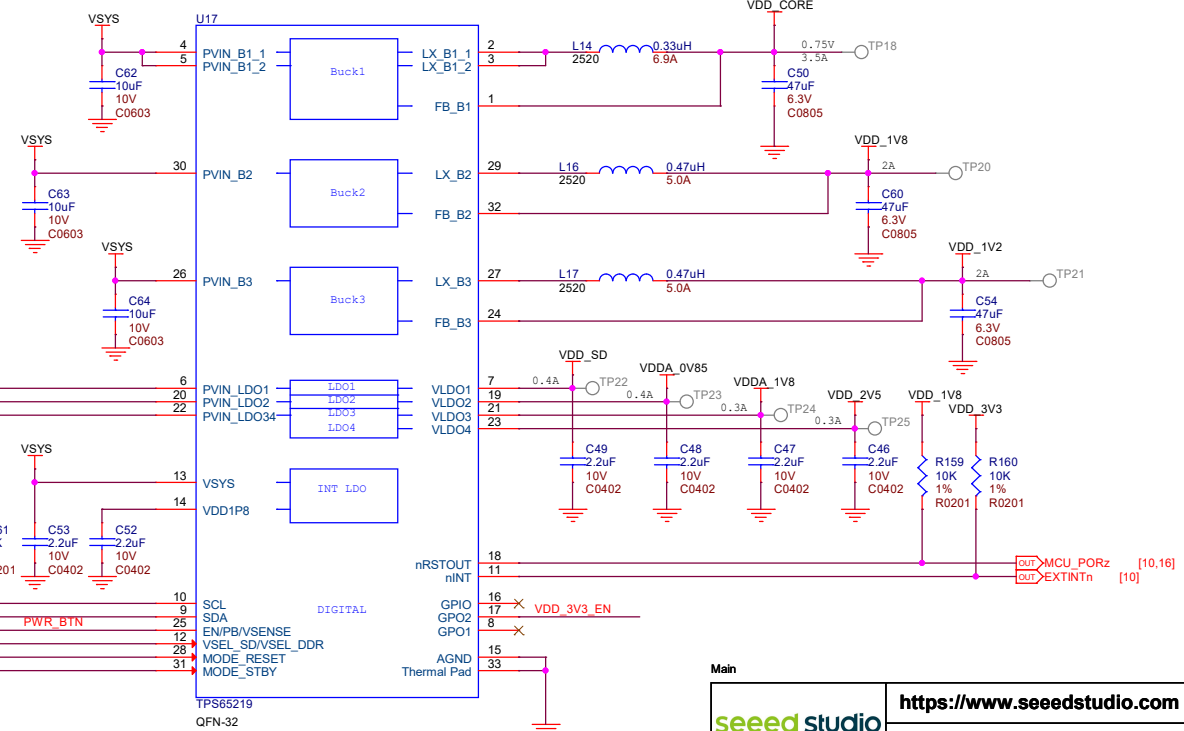 VDD_CORE
VSYS
U17
4 PVIN_B1_1
5 PVIN_B1_2
Buck1
LX_B1_1 2
LX_B1_2 3
FB_B1 1
L14 0.33uH
2520 6.9A
0.75V
3.5A
TP18
C62
10uF
10V
C0603
C50
47uF
6.3V
C0805
VSYS
30 PVIN_B2
Buck2
LX_B2 29
FB_B2 32
L16 0.47uH
2520 5.0A
VDD_1V8
2A
TP20
C63
10uF
10V
C0603
C60
47uF
6.3V
C0805
VSYS
26 PVIN_B3
Buck3
LX_B3 27
FB_B3 24
L17 0.47uH
2520 5.0A
VDD_1V2
2A
TP21
C64
10uF
10V
C0603
C54
47uF
6.3V
C0805
6 PVIN_LDO1
20 PVIN_LDO2
22 PVIN_LDO34
LDO1
LDO2
LDO3
LDO4
VLDO1 7
VLDO2 19
VLDO3 21
VLDO4 23
VDD_SD
0.4A
TP22
VDDA_0V85
0.4A
TP23
VDDA_1V8
0.3A
TP24
VDD_2V5
0.3A
TP25
VDD_1V8
VDD_3V3
C49
2.2uF
10V
C0402
C48
2.2uF
10V
C0402
C47
2.2uF
10V
C0402
C46
2.2uF
10V
C0402
R159
10K
1%
R0201
R160
10K
1%
R0201
VSYS
13 VSYS
14 VDD1P8
INT LDO
C53
2.2uF
10V
C0402
C52
2.2uF
10V
C0402
nRSTOUT 18
nINT 11
OUT MCU_PORz [10,16]
OUT EXTINTn [10]
10 SCL
9 SDA
PWR_BTN
25 EN/PB/VSENSE
12 VSEL_SD/VSEL_DDR
28 MODE_RESET
31 MODE_STBY
DIGITAL
GPIO 16
GPO2 17
VDD_3V3_EN
GPO1 8
AGND 15
Thermal Pad 33
TPS65219
QFN-32
Main
seeed studio
https://www.seeedstudio.com